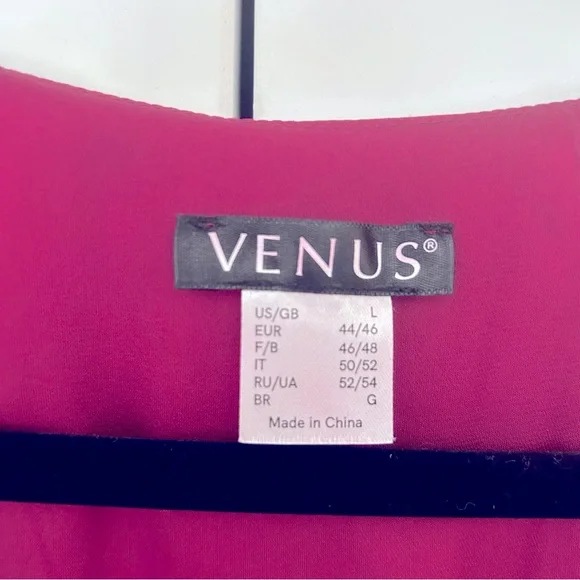 VENUS®
US/GB L
EUR 44/46
F/B 46/48
IT 50/52
RU/UA 52/54
BR G
Made in China